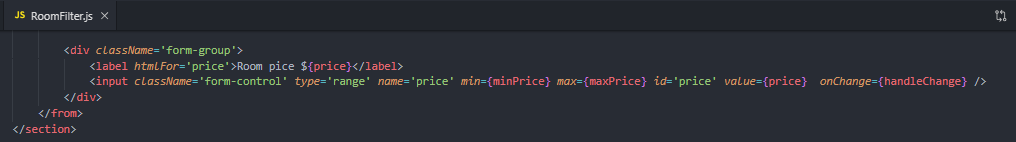 JS RoomFilter.js ×
<div className='form-group'>
<label htmlFor='price'>Room pice ${price}</label>
<input className='form-control' type='range' name='price' min={minPrice} max={maxPrice} id='price' value={price}  onChange={handleChange} />
</div>
</from>
</section>